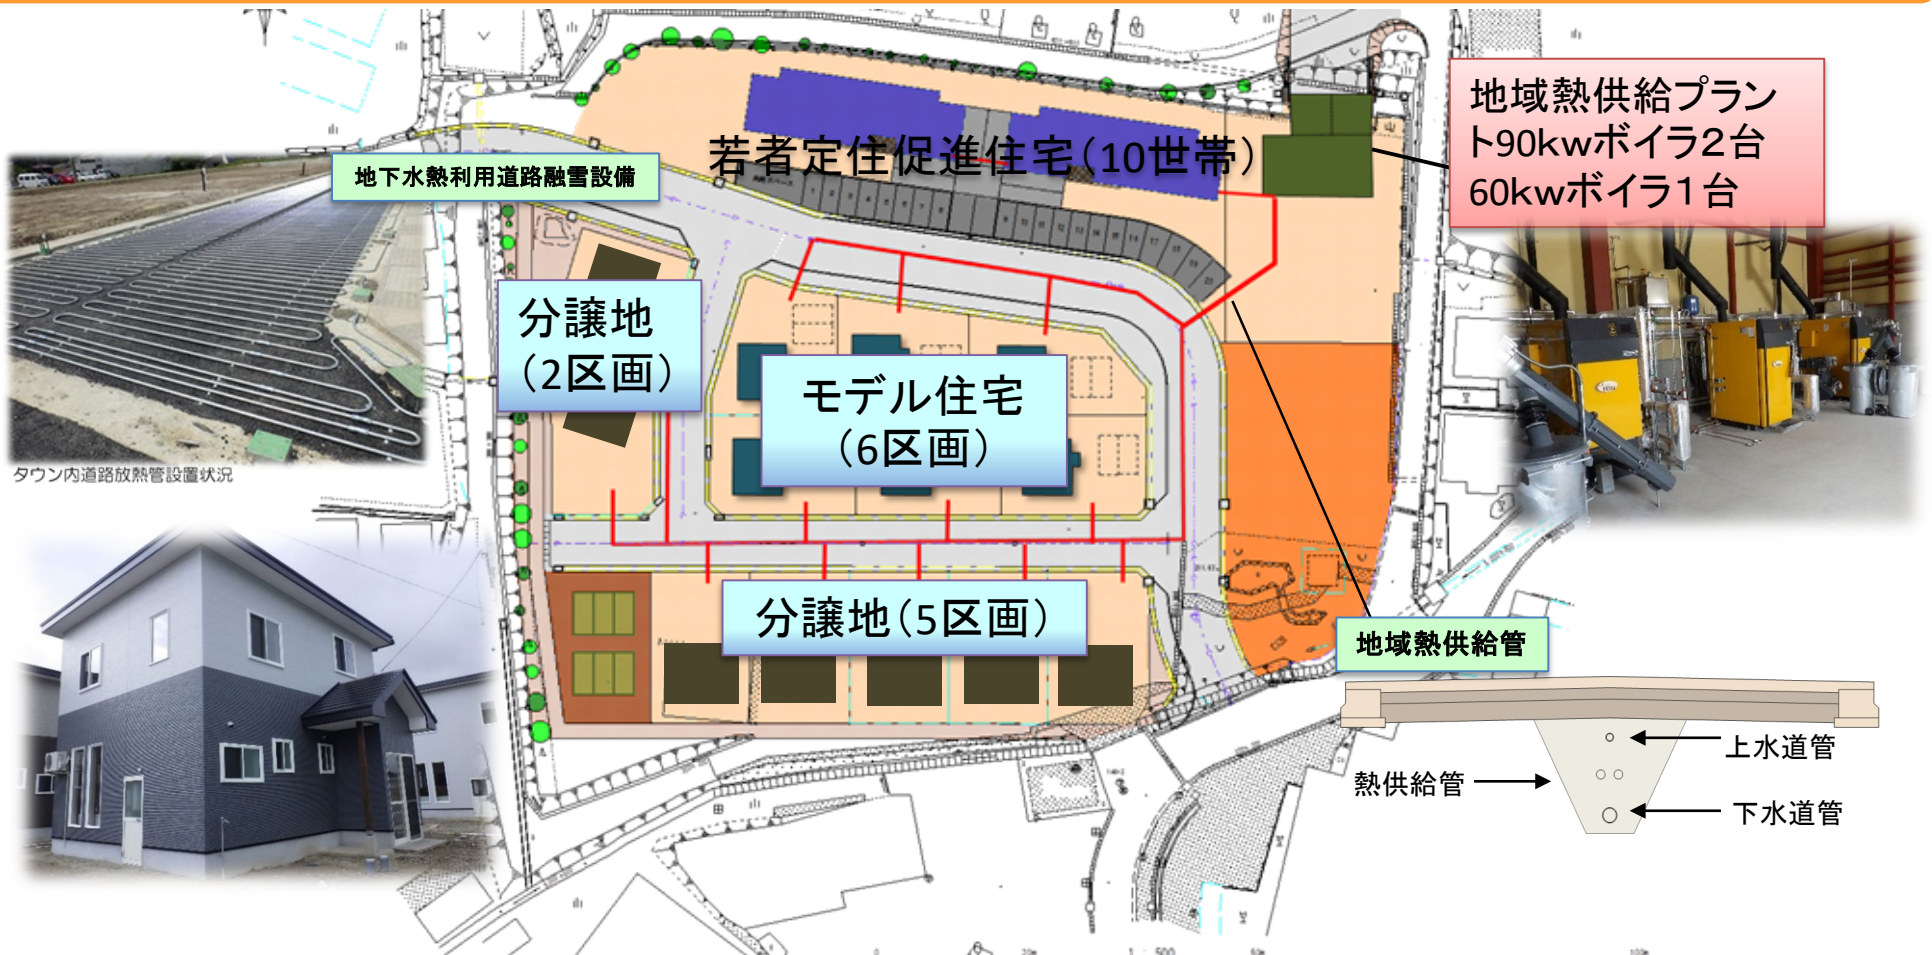 地域熱供給プラン
ト90kwボイラ2台
60kwボイラ1台
若者定住促進住宅(10世帯)
地下水熱利用道路融雪設備
分譲地
(2区画)
モデル住宅
(6区画)
タウン内道路放熱管設置状況
分譲地(5区画)
地域熱供給管
上水道管
熱供給管
下水道管